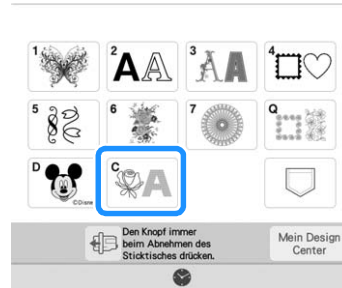 1 2 AA 3 AA 4
5 6 7 Q
D ©Disney C A
Den Knopf immer
beim Abnehmen des
Sticktisches drücken.
Mein Design
Center